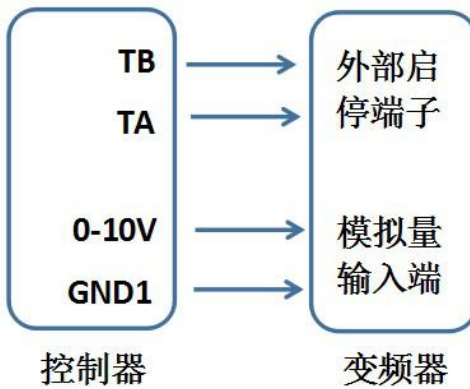 TB
TA
0-10V
GND1
外部启
停端子
模拟量
输入端
控制器
变频器